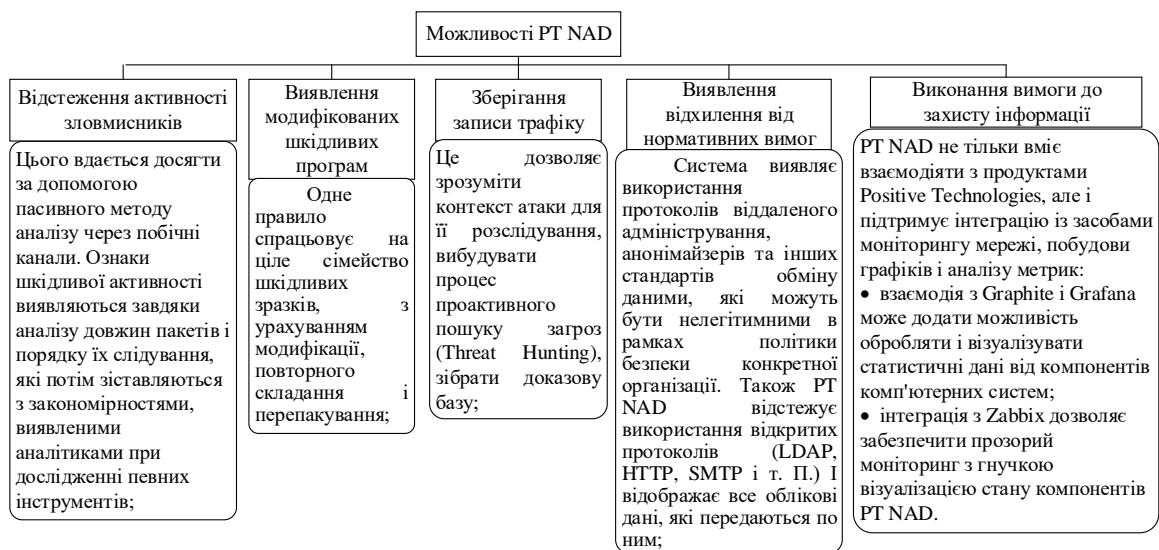 Можливості PT NAD
Відстеження активності
зловмисників
Цього вдається досягти
за допомогою
пасивного методу
аналізу через побічні
канали. Ознаки
шкідливої активності
виявляються завдяки
аналізу довжин пакетів і
порядку їх слідування,
які потім зіставляються
з закономірностями,
виявленими
аналітиками при
дослідженні певних
інструментів;
Виявлення
модифікованих
шкідливих
програм
Одне
правило
спрацьовує на
ціле сімейство
шкідливих
зразків, з
урахуванням
модифікації,
повторного
складання і
перепакування;
Зберігання
записи трафіку
Це дозволяє
зрозуміти
контекст атаки для
її розслідування,
вибудувати
процес
проактивного
пошуку загроз
(Threat Hunting),
зібрати доказову
базу;
Виявлення
відхилення від
нормативних вимог
Система виявляє
використання
протоколів віддаленого
адміністрування,
анонімайзерів та інших
стандартів обміну
даними, які можуть
бути нелегітимними в
рамках політики
безпеки конкретної
організації. Також PT
NAD відстежує
використання відкритих
протоколів (LDAP,
HTTP, SMTP і т. П.) І
відображає все облікові
дані, які передаються по
ним;
Виконання вимоги до
захисту інформації
PT NAD не тільки вміє
взаємодіяти з продуктами
Positive Technologies, але і
підтримує інтеграцію із засобами
моніторингу мережі, побудови
графіків і аналізу метрик:
• взаємодія з Graphite і Grafana
може додати можливість
обробляти і візуалізувати
статистичні дані від компонентів
комп'ютерних систем;
• інтеграція з Zabbix дозволяє
забезпечити прозорий
моніторинг з гнучкою
візуалізацією стану компонентів
PT NAD.